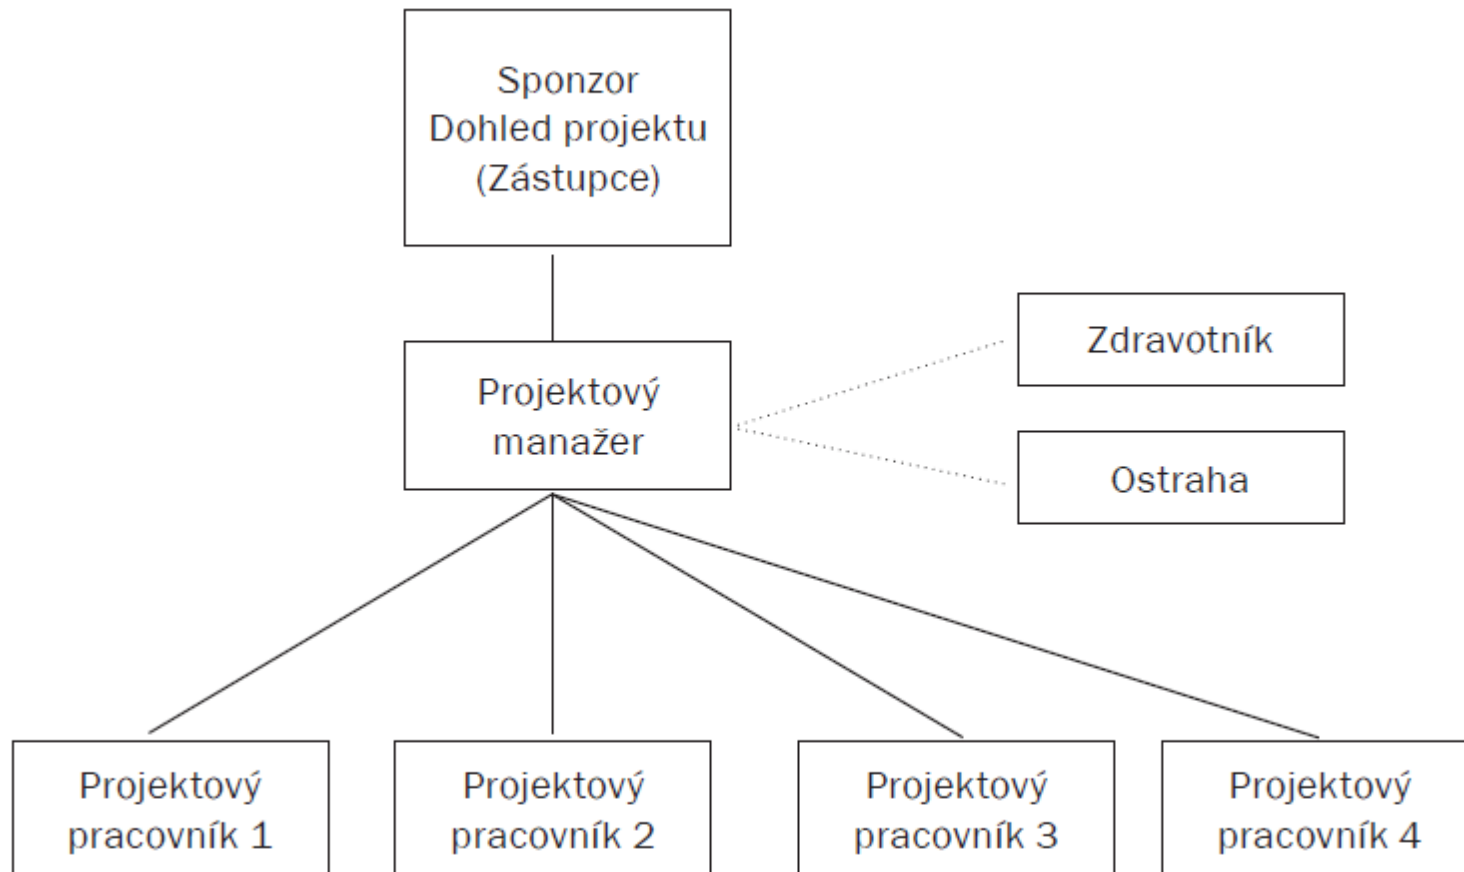 Sponzor
Dohled projektu
(Zástupce)
Zdravotník
Projektový
manažer
Ostraha
Projektový
pracovník 1
Projektový
pracovník 2
Projektový
pracovník 3
Projektový
pracovník 4